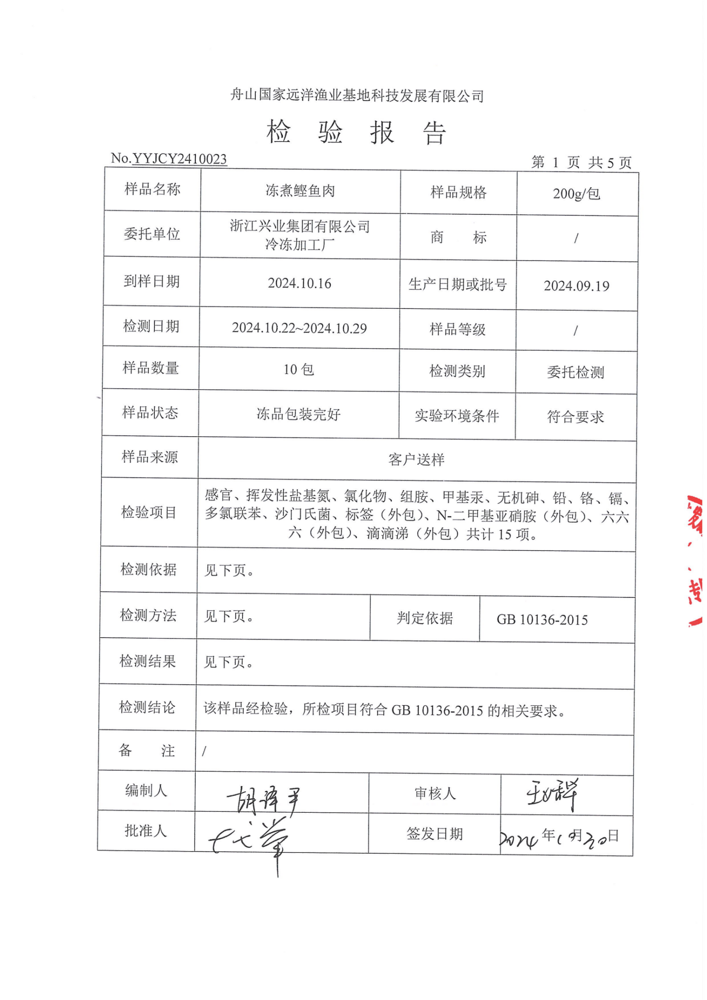 舟山国家远洋渔业基地科技发展有限公司
检 验 报 告
No.YYJCY2410023
第 1 页 共 5 页
样品名称 冻煮鲣鱼肉 样品规格 200g/包
委托单位 浙江兴业集团有限公司
冷冻加工厂 商 标 /
到样日期 2024.10.16 生产日期或批号 2024.09.19
检测日期 2024.10.22~2024.10.29 样品等级 /
样品数量 10 包 检测类别 委托检测
样品状态 冻品包装完好 实验环境条件 符合要求
样品来源 客户送样
检验项目 感官、挥发性盐基氮、氯化物、组胺、甲基汞、无机砷、铅、铬、镉、
多氯联苯、沙门氏菌、标签（外包）、N-二甲基亚硝胺（外包）、六六
六（外包）、滴滴涕（外包）共计 15 项。
检测依据 见下页。
检测方法 见下页。 判定依据 GB 10136-2015
检测结果 见下页。
检测结论 该样品经检验，所检项目符合 GB 10136-2015 的相关要求。
备 注 /
编制人 审核人
批准人 签发日期 2024 年 10 月 30 日